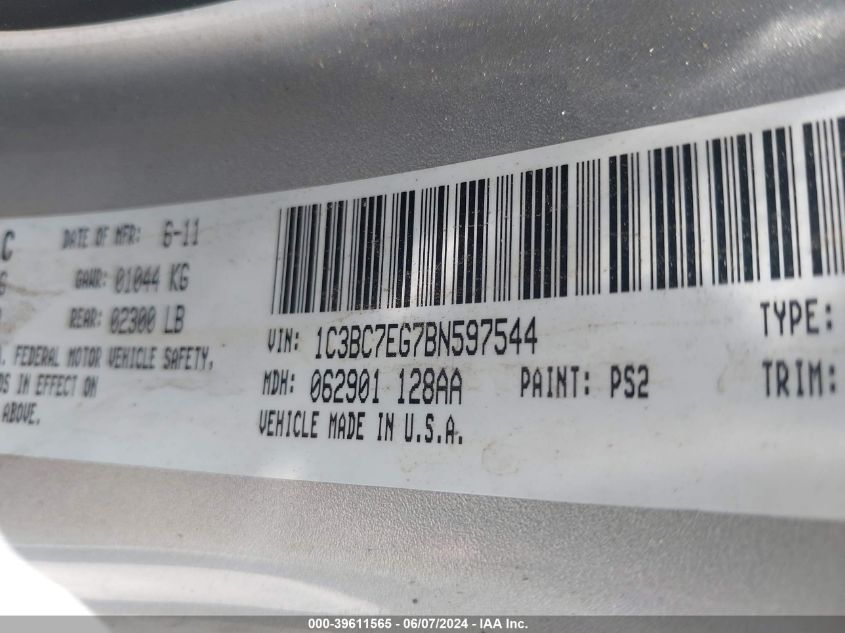 C DATE OF MFR: 6-11
G GAWR: 01044 KG
REAR: 02300 LB
. FEDERAL MOTOR VEHICLE SAFETY,
DS IN EFFECT ON
ABOVE.
VIN: 1C3BC7EG7BN597544 TYPE:
MDH: 062901 128AA PAINT: PS2 TRIM:
VEHICLE MADE IN U.S.A.
000-39611565 - 06/07/2024 - IAA Inc.